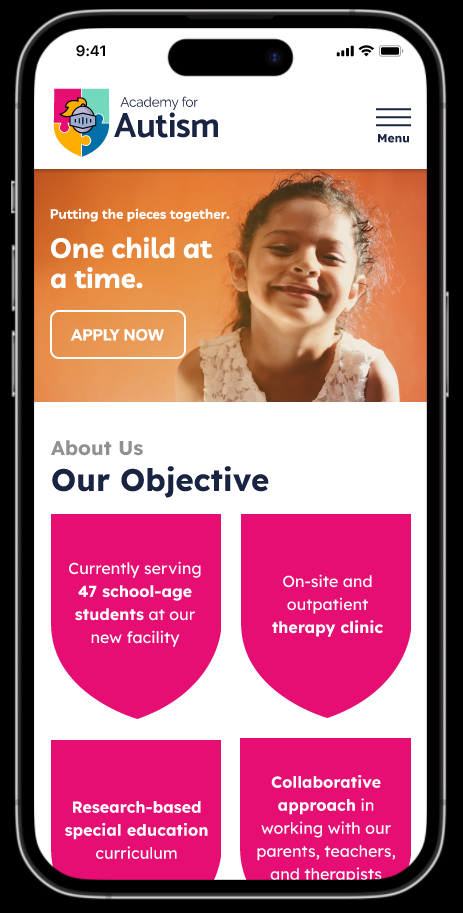 9:41
Academy for
Autism
Menu
Putting the pieces together.
One child at
a time.
APPLY NOW
About Us
Our Objective
Currently serving
47 school-age
students at our
new facility
On-site and
outpatient
therapy clinic
Research-based
special education
curriculum
Collaborative
approach in
working with our
parents, teachers,
and therapists